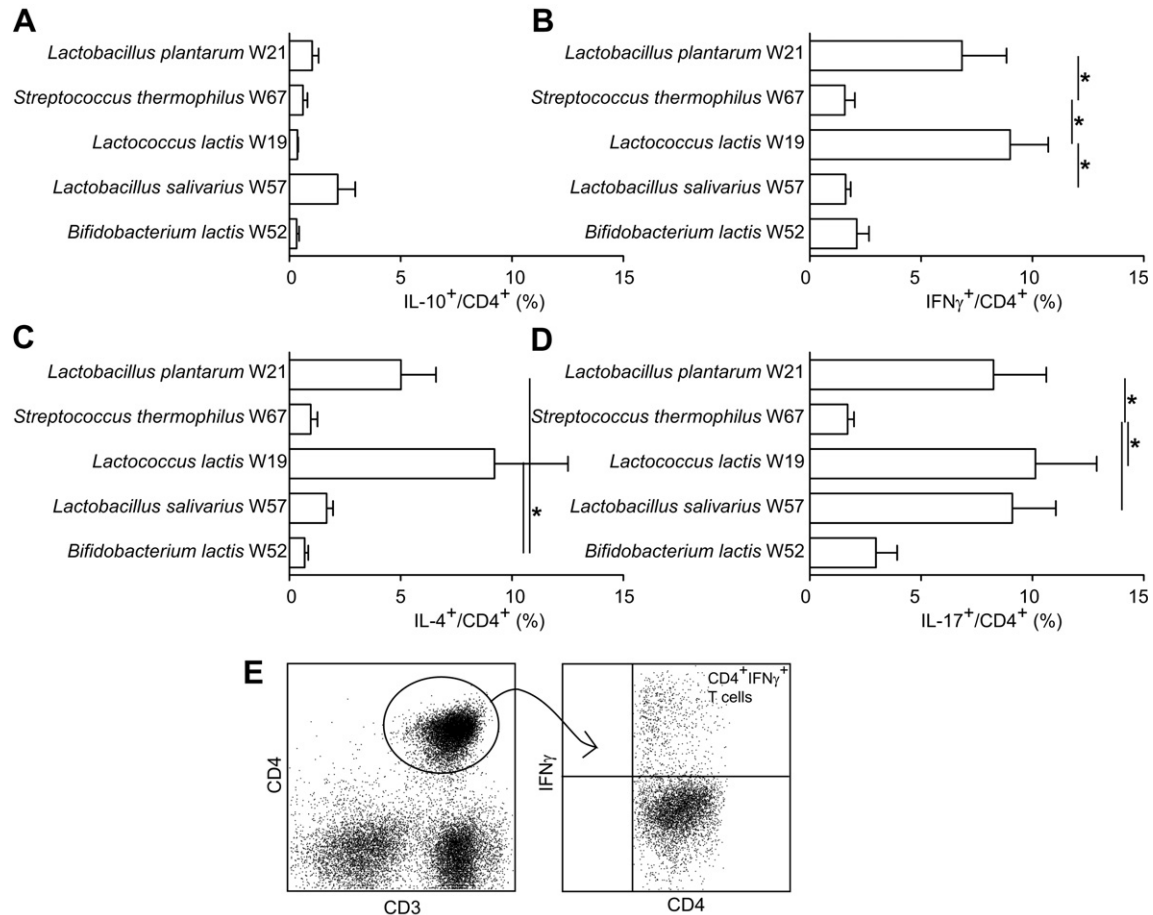 A
Lactobacillus plantarum W21
Streptococcus thermophilus W67
Lactococcus lactis W19
Lactobacillus salivarius W57
Bifidobacterium lactis W52
0 5 10 15
IL-10⁺/CD4⁺ (%)
B
Lactobacillus plantarum W21
Streptococcus thermophilus W67
Lactococcus lactis W19
Lactobacillus salivarius W57
Bifidobacterium lactis W52
*
*
*
0 5 10 15
IFNγ⁺/CD4⁺ (%)
C
Lactobacillus plantarum W21
Streptococcus thermophilus W67
Lactococcus lactis W19
Lactobacillus salivarius W57
Bifidobacterium lactis W52
*
0 5 10 15
IL-4⁺/CD4⁺ (%)
D
Lactobacillus plantarum W21
Streptococcus thermophilus W67
Lactococcus lactis W19
Lactobacillus salivarius W57
Bifidobacterium lactis W52
*
*
0 5 10 15
IL-17⁺/CD4⁺ (%)
E
CD4
CD3
IFNγ
CD4⁺IFNγ⁺
T cells
CD4